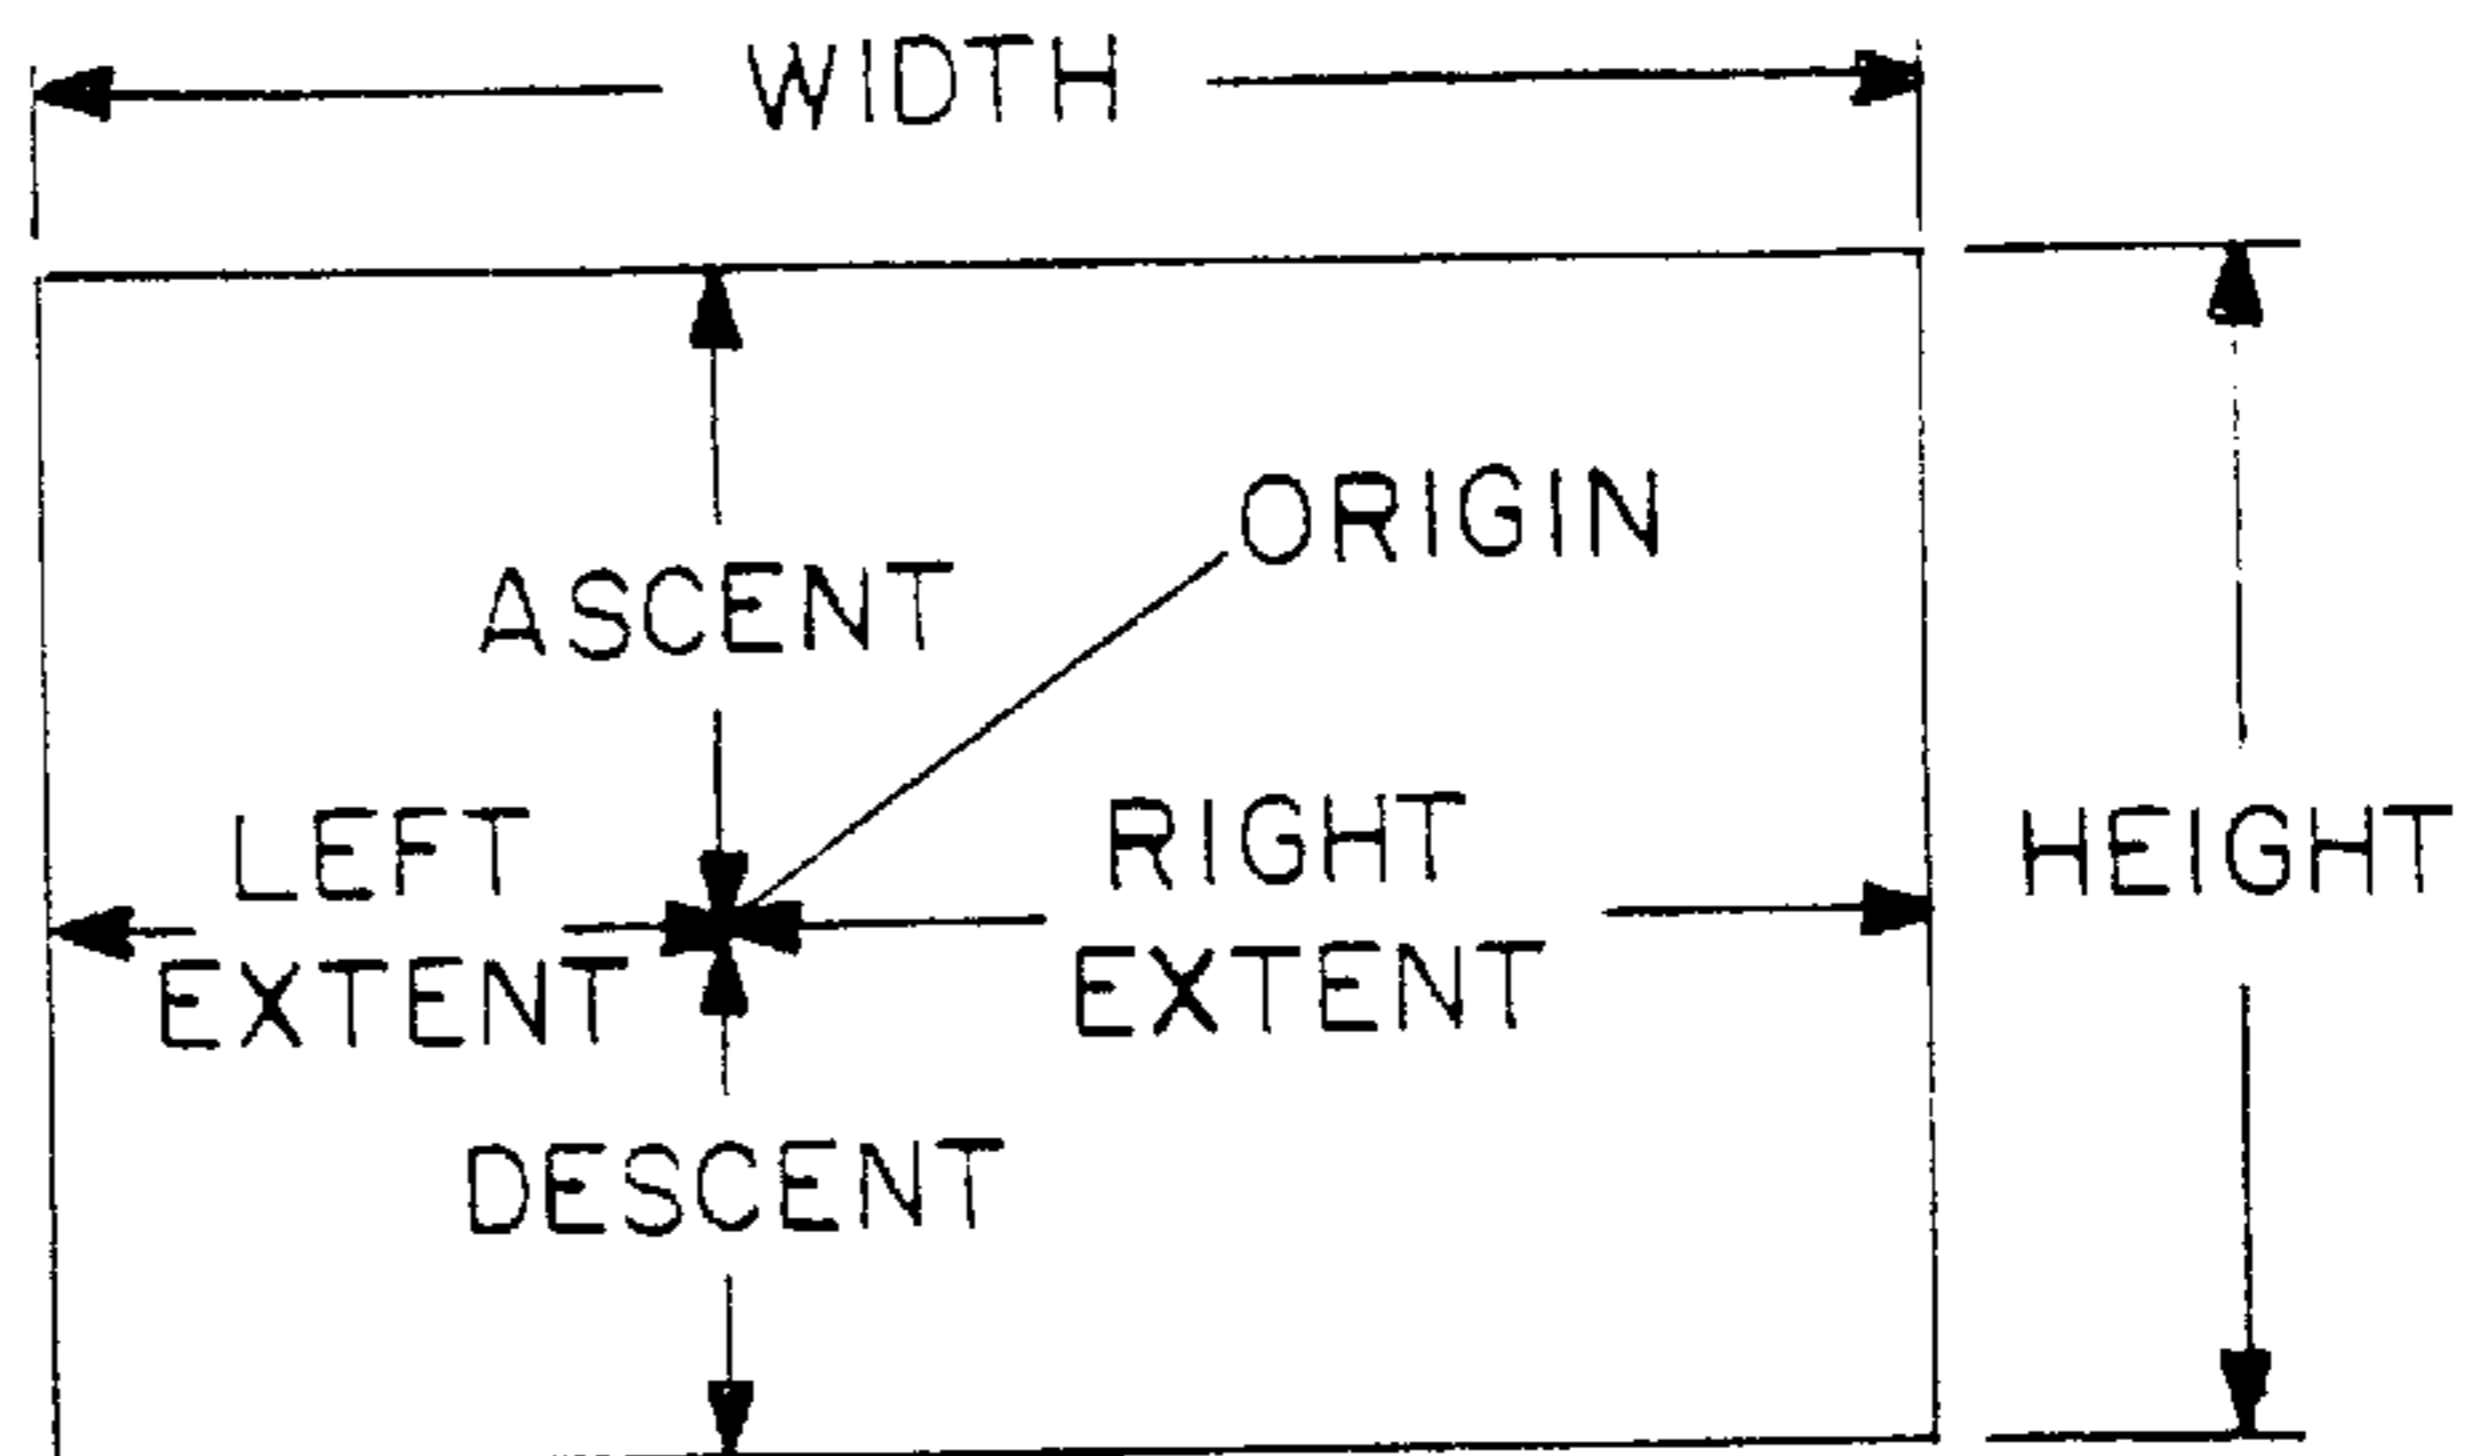 WIDTH
ORIGIN
ASCENT
LEFT
EXTENT
RIGHT
EXTENT
HEIGHT
DESCENT